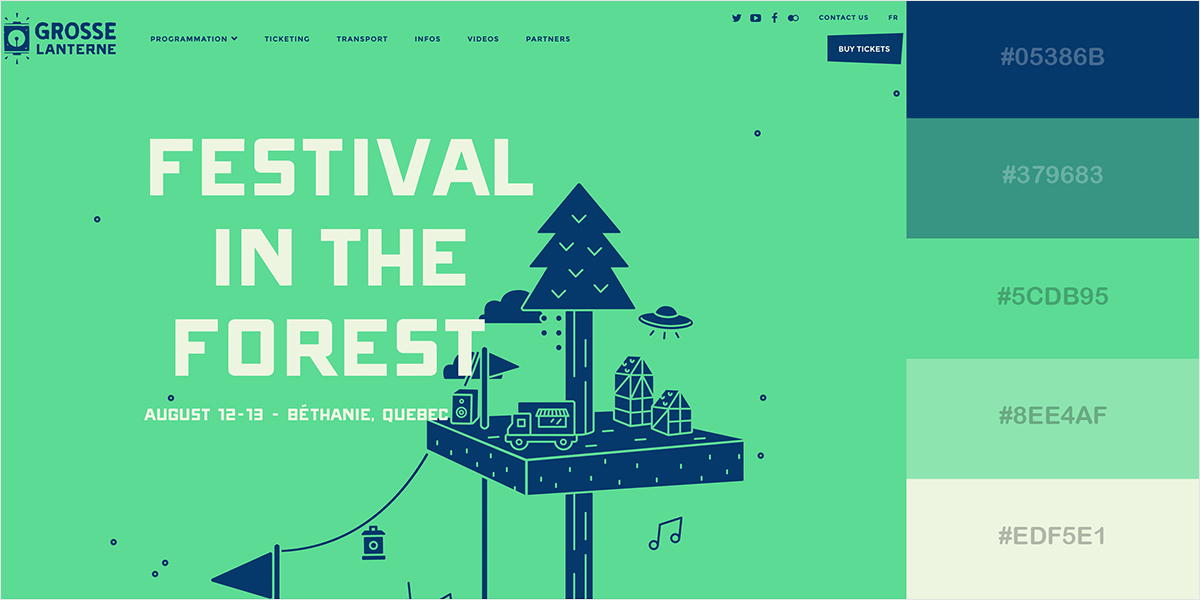 GROSSE
LANTERNE
PROGRAMMATION TICKETING TRANSPORT INFOS VIDEOS PARTNERS
CONTACT US FR
BUY TICKETS
FESTIVAL
IN THE
FOREST
AUGUST 12-13 - BÉTHANIE, QUEBEC
#05386B
#379683
#5CDB95
#8EE4AF
#EDF5E1